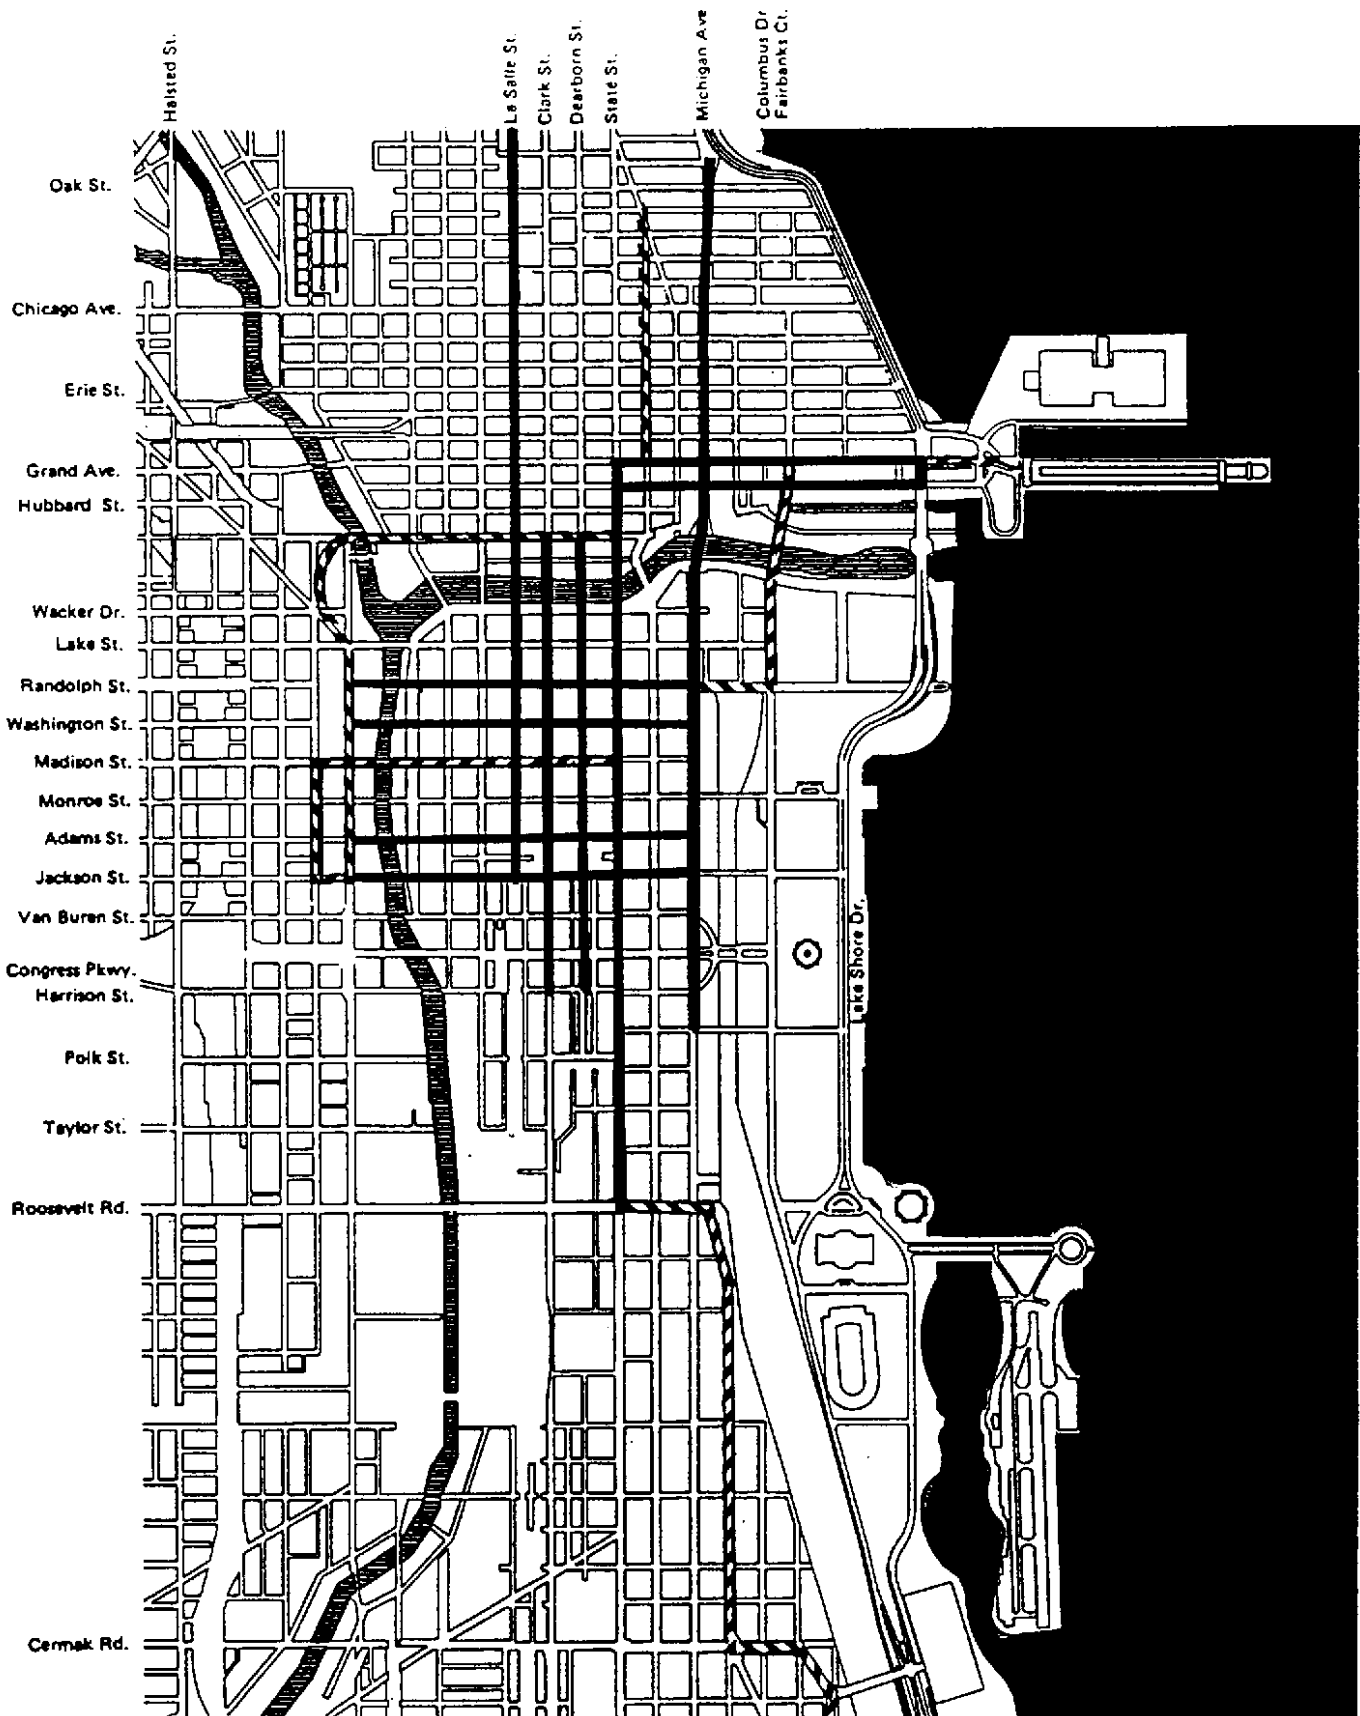 Halsted St.
La Salle St.
Clark St.
Dearborn St.
State St.
Michigan Ave
Columbus Dr
Fairbanks Ct.
Oak St.
Chicago Ave.
Erie St.
Grand Ave.
Hubbard St.
Wacker Dr.
Lake St.
Randolph St.
Washington St.
Madison St.
Monroe St.
Adams St.
Jackson St.
Van Buren St.
Congress Pkwy.
Harrison St.
Lake Shore Dr.
Polk St.
Taylor St.
Roosevelt Rd.
Cermak Rd.